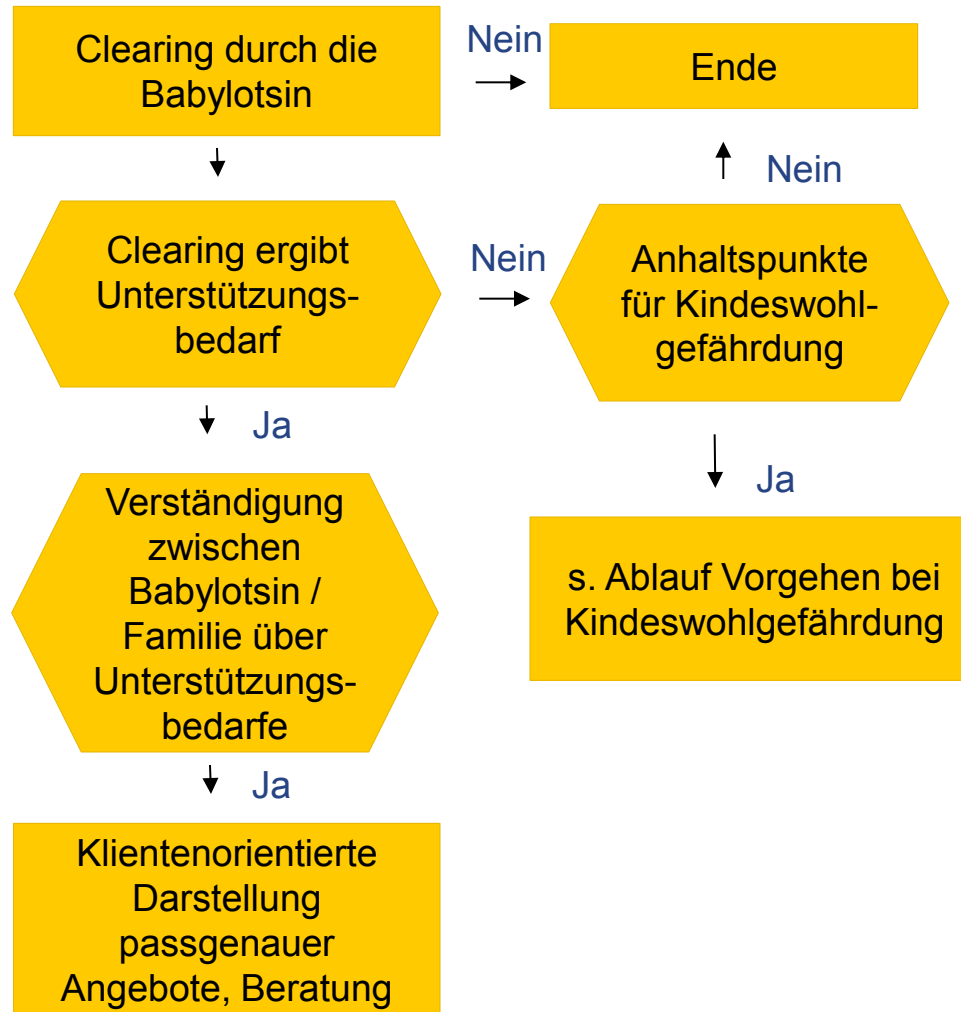 Clearing durch die
Babylotsin
Nein
Ende
Nein
Clearing ergibt
Unterstützungs-
bedarf
Nein
Anhaltspunkte
für Kindeswohl-
gefährdung
Ja
Ja
Verständigung
zwischen
Babylotsin /
Familie über
Unterstützungs-
bedarfe
s. Ablauf Vorgehen bei
Kindeswohlgefährdung
Ja
Klientenorientierte
Darstellung
passgenauer
Angebote, Beratung